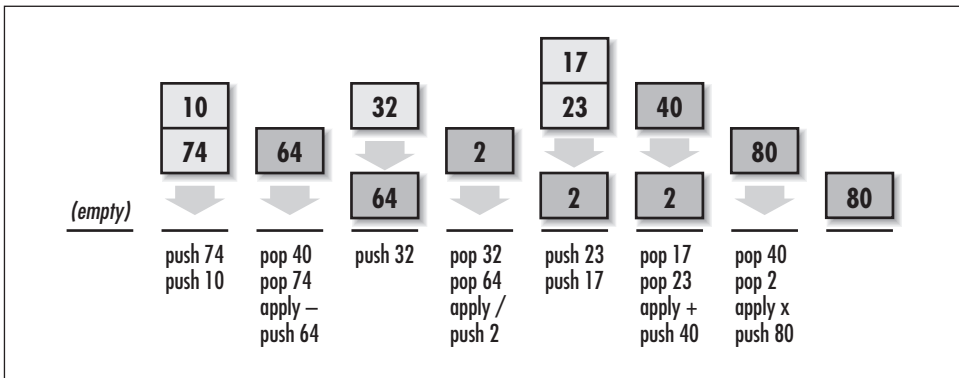 17
10 32 23 40
74 64 2 80
(empty) 64 2 2 80
push 74 pop 40 push 32 pop 32 push 23 pop 17 pop 40
push 10 pop 74 pop 64 push 17 pop 23 pop 2
apply – apply / apply + apply x
push 64 push 2 push 40 push 80